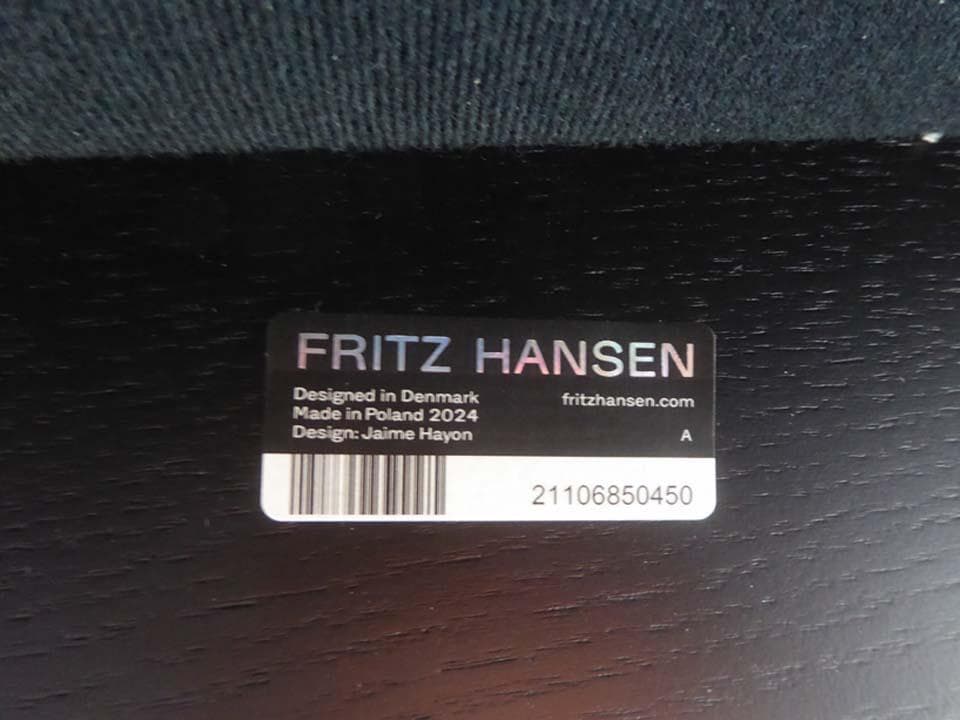 FRITZ HANSEN
Designed in Denmark
Made in Poland 2024
Design: Jaime Hayon
fritzhansen.com
A
21106850450